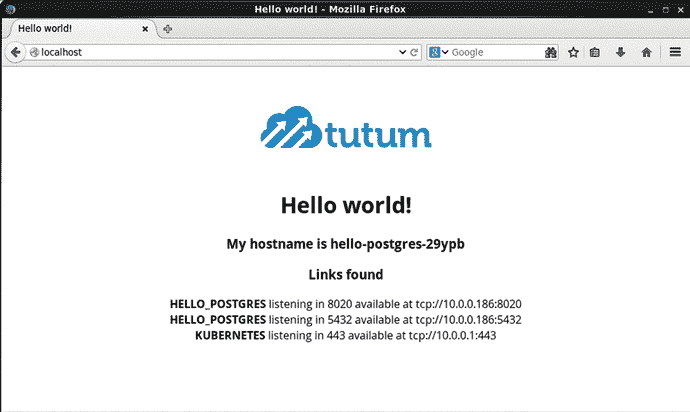 Hello world! - Mozilla Firefox
Hello world!
localhost
Google
tutum
Hello world!
My hostname is hello-postgres-29ypb
Links found
HELLO_POSTGRES listening in 8020 available at tcp://10.0.0.186:8020
HELLO_POSTGRES listening in 5432 available at tcp://10.0.0.186:5432
KUBERNETES listening in 443 available at tcp://10.0.0.1:443